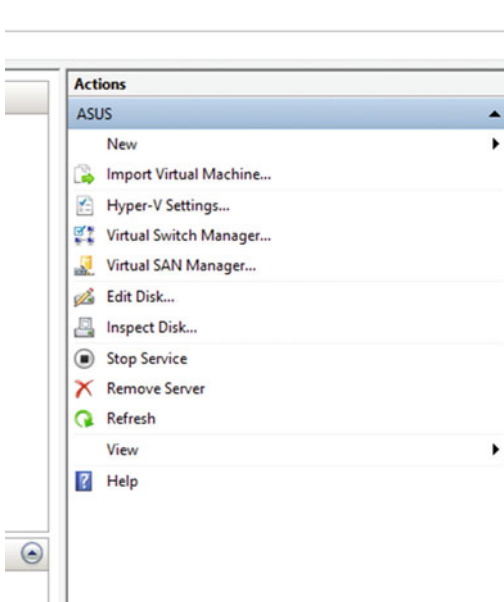 Actions
ASUS
New
Import Virtual Machine...
Hyper-V Settings...
Virtual Switch Manager...
Virtual SAN Manager...
Edit Disk...
Inspect Disk...
Stop Service
Remove Server
Refresh
View
Help